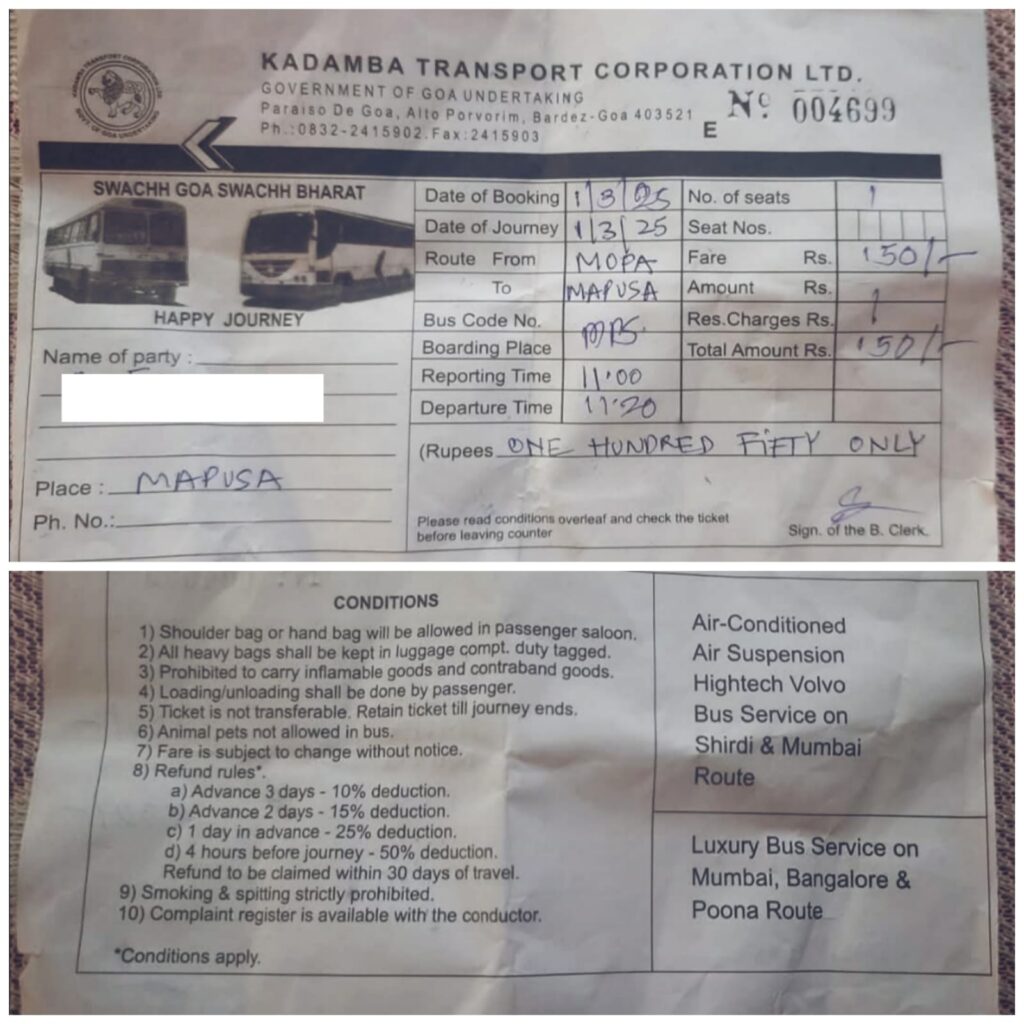 KADAMBA TRANSPORT CORPORATION LTD.
GOVERNMENT OF GOA UNDERTAKING
Paraiso De Goa, Alto Porvorim, Bardez-Goa 403521
Ph.:0832-2415902.Fax:2415903
E Nº 004699
SWACHH GOA SWACHH BHARAT
HAPPY JOURNEY
Name of party :
Place : MAPUSA
Ph. No.:
Date of Booking 1/3/25 No. of seats 1
Date of Journey 1/3/25 Seat Nos.
Route From MOPA Fare Rs. 150/-
To MAPUSA Amount Rs.
Bus Code No. Res.Charges Rs.
Boarding Place Total Amount Rs. 150/-
Reporting Time 11:00
Departure Time 11:20
(Rupees ONE HUNDRED FIFTY ONLY
Please read conditions overleaf and check the ticket
before leaving counter
Sign. of the B. Clerk.
CONDITIONS
1) Shoulder bag or hand bag will be allowed in passenger saloon.
2) All heavy bags shall be kept in luggage compt. duty tagged.
3) Prohibited to carry inflamable goods and contraband goods.
4) Loading/unloading shall be done by passenger.
5) Ticket is not transferable. Retain ticket till journey ends.
6) Animal pets not allowed in bus.
7) Fare is subject to change without notice.
8) Refund rules*.
a) Advance 3 days - 10% deduction.
b) Advance 2 days - 15% deduction.
c) 1 day in advance - 25% deduction.
d) 4 hours before journey - 50% deduction.
Refund to be claimed within 30 days of travel.
9) Smoking & spitting strictly prohibited.
10) Complaint register is available with the conductor.
*Conditions apply.
Air-Conditioned
Air Suspension
Hightech Volvo
Bus Service on
Shirdi & Mumbai
Route
Luxury Bus Service on
Mumbai, Bangalore &
Poona Route